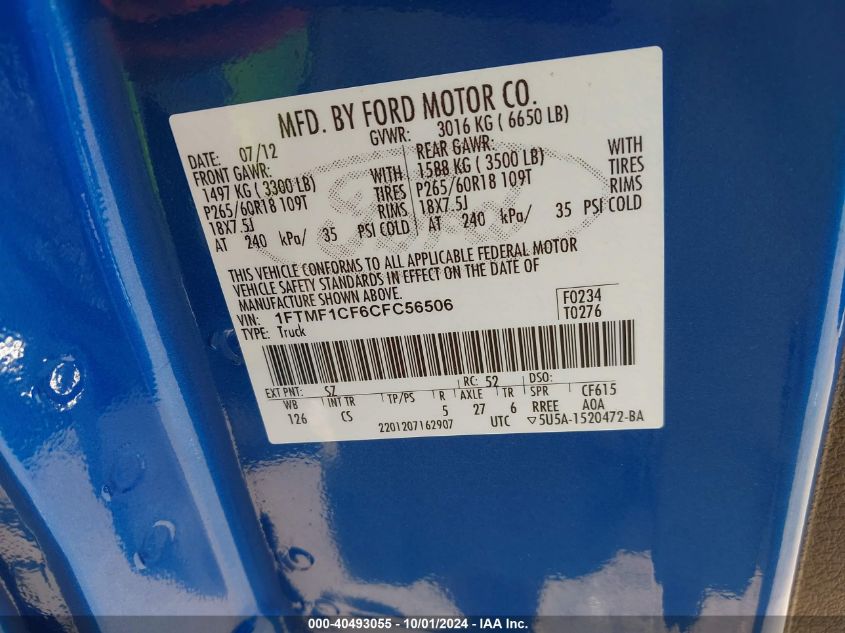 MFD. BY FORD MOTOR CO.
DATE: 07/12 GVWR: 3016 KG ( 6650 LB)
FRONT GAWR: REAR GAWR:
1497 KG ( 3300 LB) WITH 1588 KG ( 3500 LB) WITH
P265/60R18 109T TIRES P265/60R18 109T TIRES
18X7.5J RIMS 18X7.5J RIMS
AT 240 kPa/ 35 PSI COLD AT 240 kPa/ 35 PSI COLD
THIS VEHICLE CONFORMS TO ALL APPLICABLE FEDERAL MOTOR
VEHICLE SAFETY STANDARDS IN EFFECT ON THE DATE OF
MANUFACTURE SHOWN ABOVE.
VIN: 1FTMF1CF6CFC56506 F0234
TYPE: Truck T0276
EXT PNT: SZ RC: 52 DSO:
WB INT TR TP/PS R AXLE TR SPR CF615
126 CS 5 27 6 RREE AOA
2201207162907 UTC ▽5U5A-1520472-BA
000-40493055 - 10/01/2024 - IAA Inc.